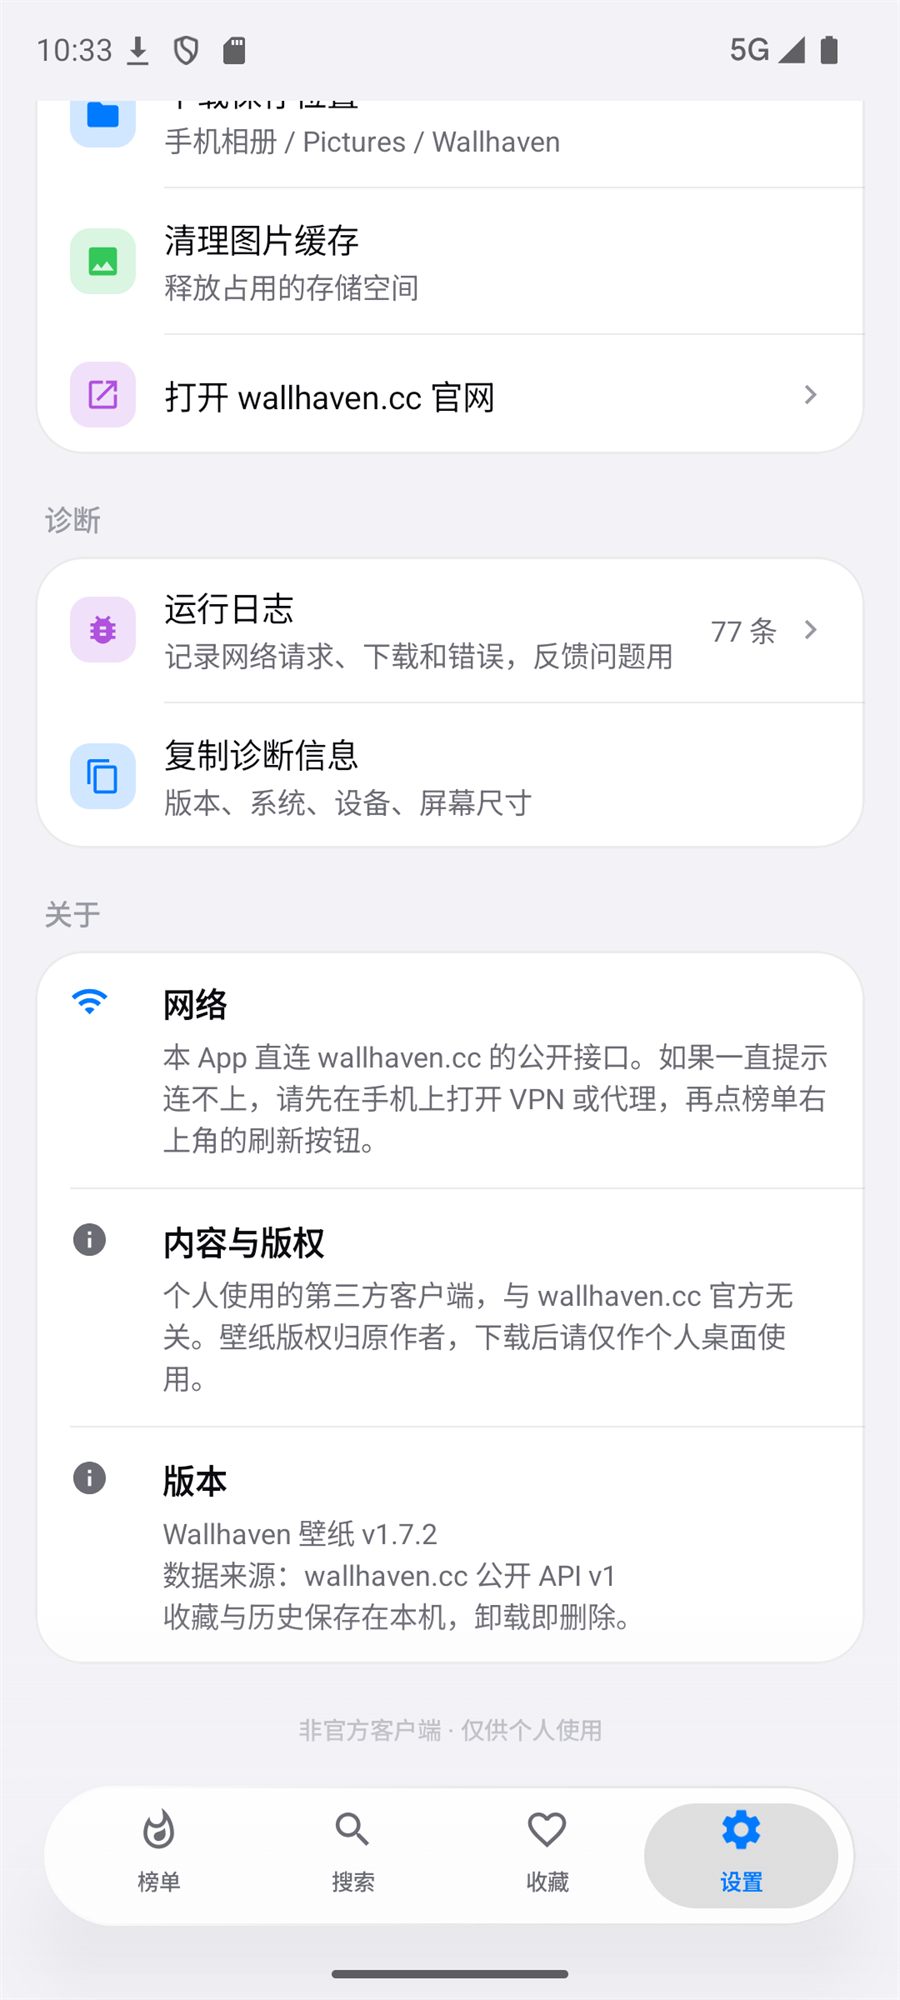 10:33
5G
下载保存位置
手机相册 / Pictures / Wallhaven
清理图片缓存
释放占用的存储空间
打开 wallhaven.cc 官网
诊断
运行日志
77 条
记录网络请求、下载和错误，反馈问题用
复制诊断信息
版本、系统、设备、屏幕尺寸
关于
网络
本 App 直连 wallhaven.cc 的公开接口。如果一直提示
连不上，请先在手机上打开 VPN 或代理，再点榜单右
上角的刷新按钮。
内容与版权
个人使用的第三方客户端，与 wallhaven.cc 官方无
关。壁纸版权归原作者，下载后请仅作个人桌面使
用。
版本
Wallhaven 壁纸 v1.7.2
数据来源：wallhaven.cc 公开 API v1
收藏与历史保存在本机，卸载即删除。
非官方客户端 · 仅供个人使用
榜单
搜索
收藏
设置